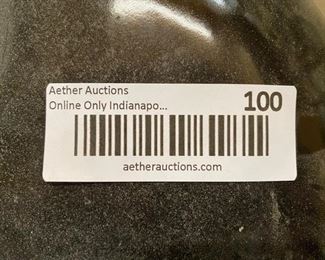 Aether Auctions
Online Only Indianapo... 100
aetherauctions.com